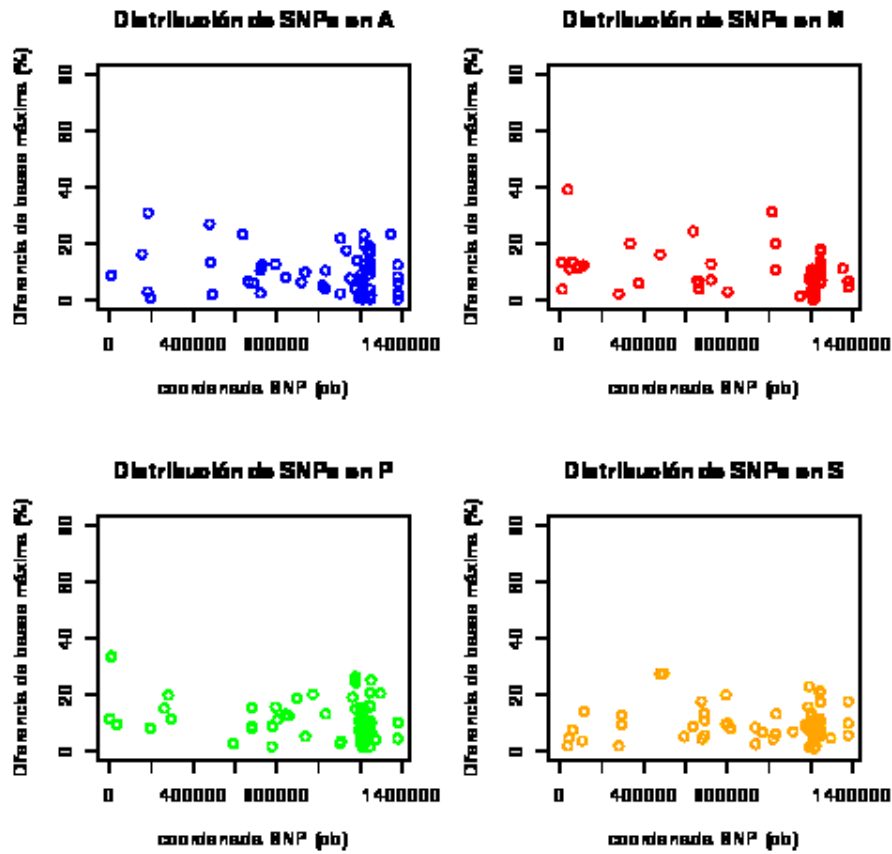 Distribución de SNPs en A
Diferencia de bases máxima (%)
80
60
40
20
0
0 400000 800000 1400000
coordenada SNP (pb)
Distribución de SNPs en M
Diferencia de bases máxima (%)
80
60
40
20
0
0 400000 800000 1400000
coordenada SNP (pb)
Distribución de SNPs en P
Diferencia de bases máxima (%)
80
60
40
20
0
0 400000 800000 1400000
coordenada SNP (pb)
Distribución de SNPs en S
Diferencia de bases máxima (%)
80
60
40
20
0
0 400000 800000 1400000
coordenada SNP (pb)